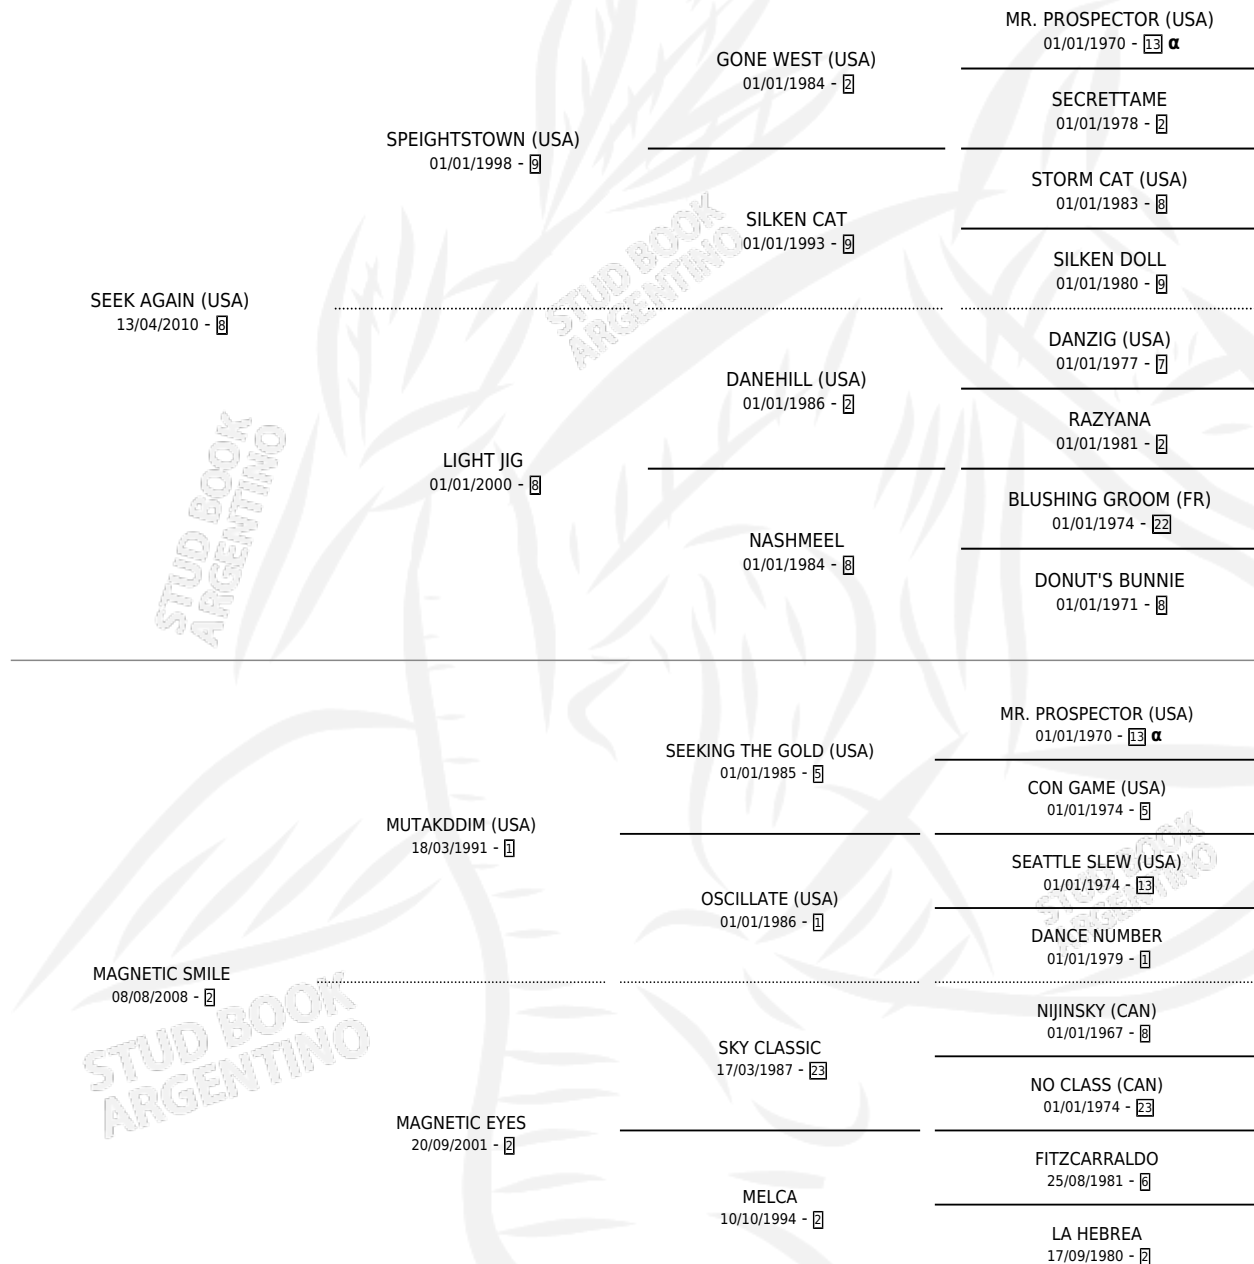 MR. PROSPECTOR (USA)
01/01/1970 - 13 α
GONE WEST (USA)
01/01/1984 - 2
SECRETTAME
01/01/1978 - 2
SPEIGHTSTOWN (USA)
01/01/1998 - 9
STORM CAT (USA)
01/01/1983 - 8
SILKEN CAT
01/01/1993 - 9
SILKEN DOLL
01/01/1980 - 9
SEEK AGAIN (USA)
13/04/2010 - 8
DANZIG (USA)
01/01/1977 - 7
DANEHILL (USA)
01/01/1986 - 2
RAZYANA
01/01/1981 - 2
LIGHT JIG
01/01/2000 - 8
BLUSHING GROOM (FR)
01/01/1974 - 22
NASHMEEL
01/01/1984 - 8
DONUT'S BUNNIE
01/01/1971 - 8
MR. PROSPECTOR (USA)
01/01/1970 - 13 α
SEEKING THE GOLD (USA)
01/01/1985 - 5
CON GAME (USA)
01/01/1974 - 5
MUTAKDDIM (USA)
18/03/1991 - 1
SEATTLE SLEW (USA)
01/01/1974 - 13
OSCILLATE (USA)
01/01/1986 - 1
DANCE NUMBER
01/01/1979 - 1
MAGNETIC SMILE
08/08/2008 - 2
NIJINSKY (CAN)
01/01/1967 - 8
SKY CLASSIC
17/03/1987 - 23
NO CLASS (CAN)
01/01/1974 - 23
MAGNETIC EYES
20/09/2001 - 2
FITZCARRALDO
25/08/1981 - 6
MELCA
10/10/1994 - 2
LA HEBREA
17/09/1980 - 2
STUD BOOK
ARGENTINO
STUD BOOK
ARGENTINO
STUD BOOK
ARGENTINO
STUD BOOK
ARGENTINO